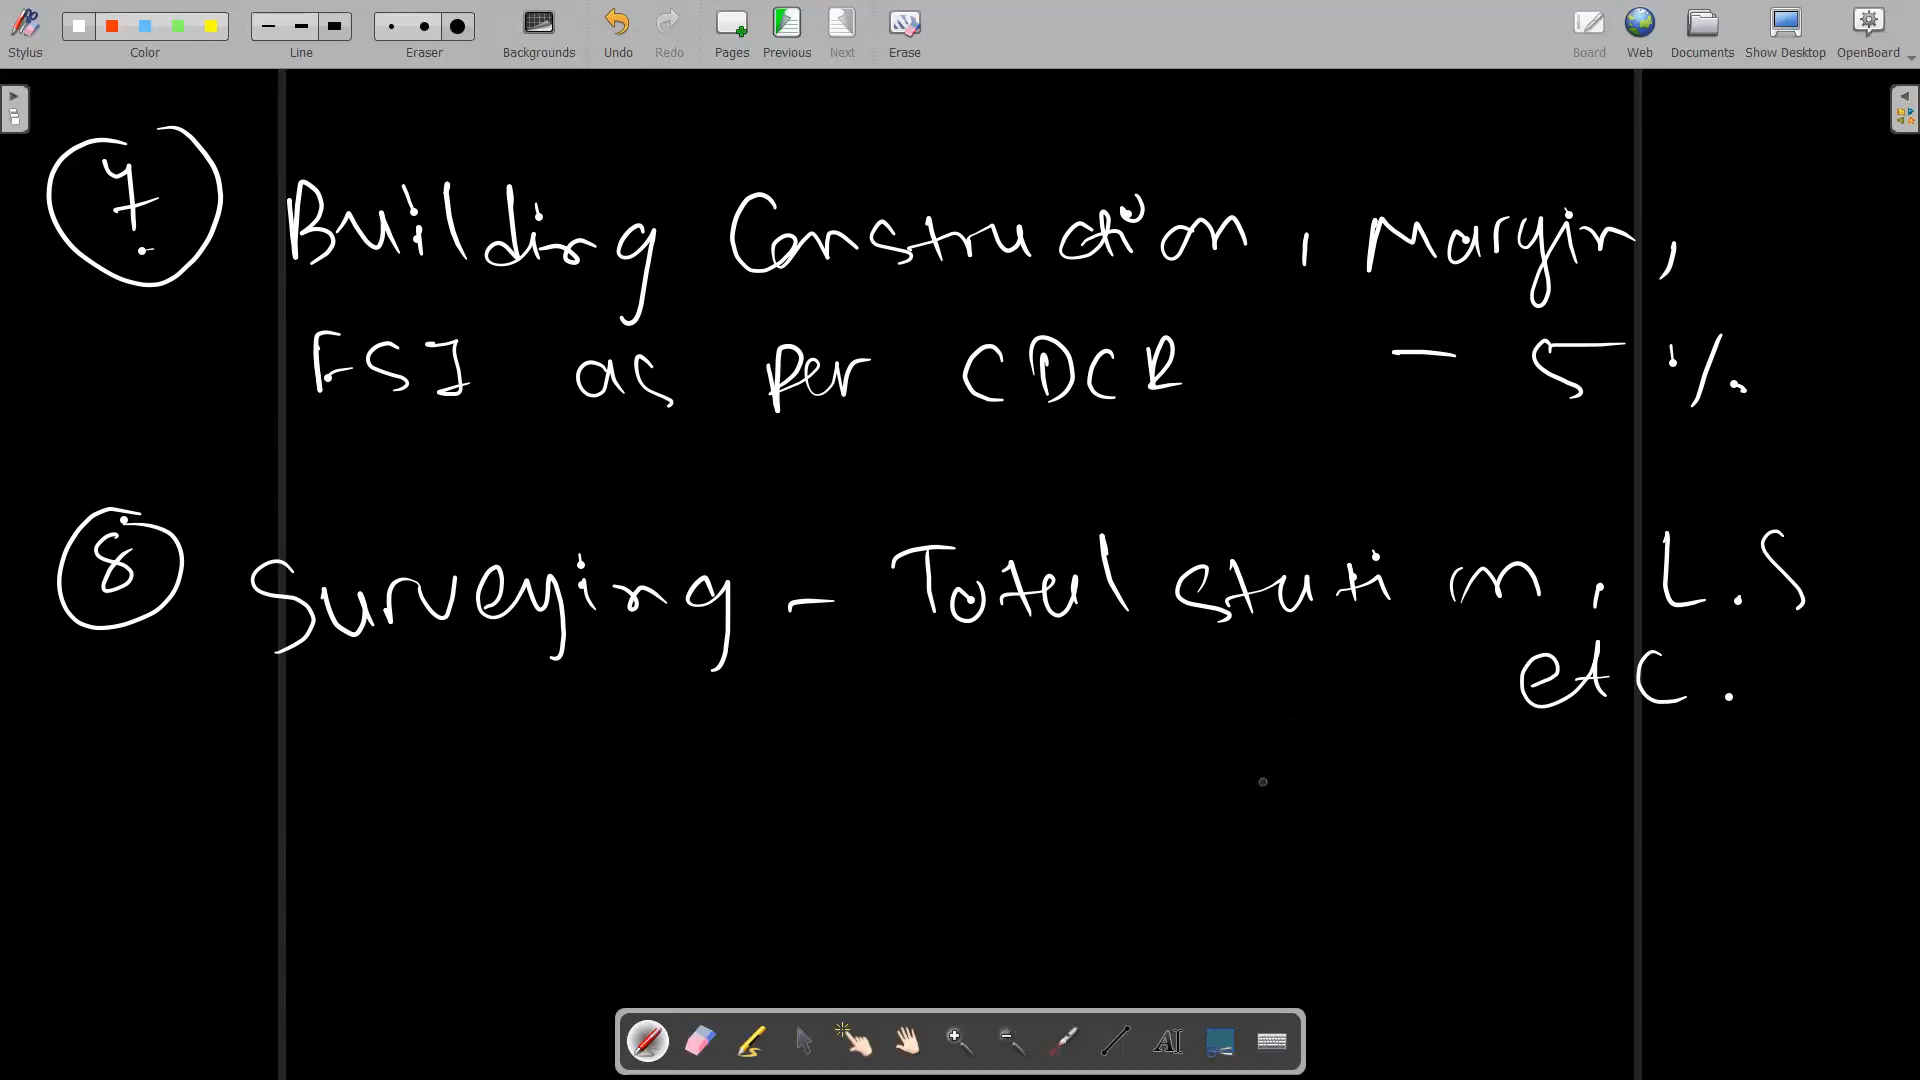 Stylus Color Line Eraser Backgrounds Undo Redo Pages Previous Next Erase Board Web Documents Show Desktop OpenBoard
7. Building Construction, Margin,
FSI as per CDCR - 5 %.
8 Surveying - Total station, L.S
etc.